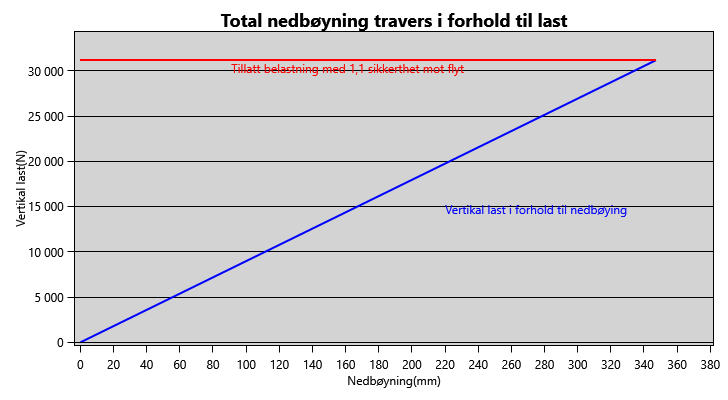 Total nedbøyning travers i forhold til last
Vertikal last(N)
30 000
25 000
20 000
15 000
10 000
5 000
0
Tillatt belastning med 1,1 sikkerthet mot flyt
Vertikal last i forhold til nedbøying
0 20 40 60 80 100 120 140 160 180 200 220 240 260 280 300 320 340 360 380
Nedbøyning(mm)